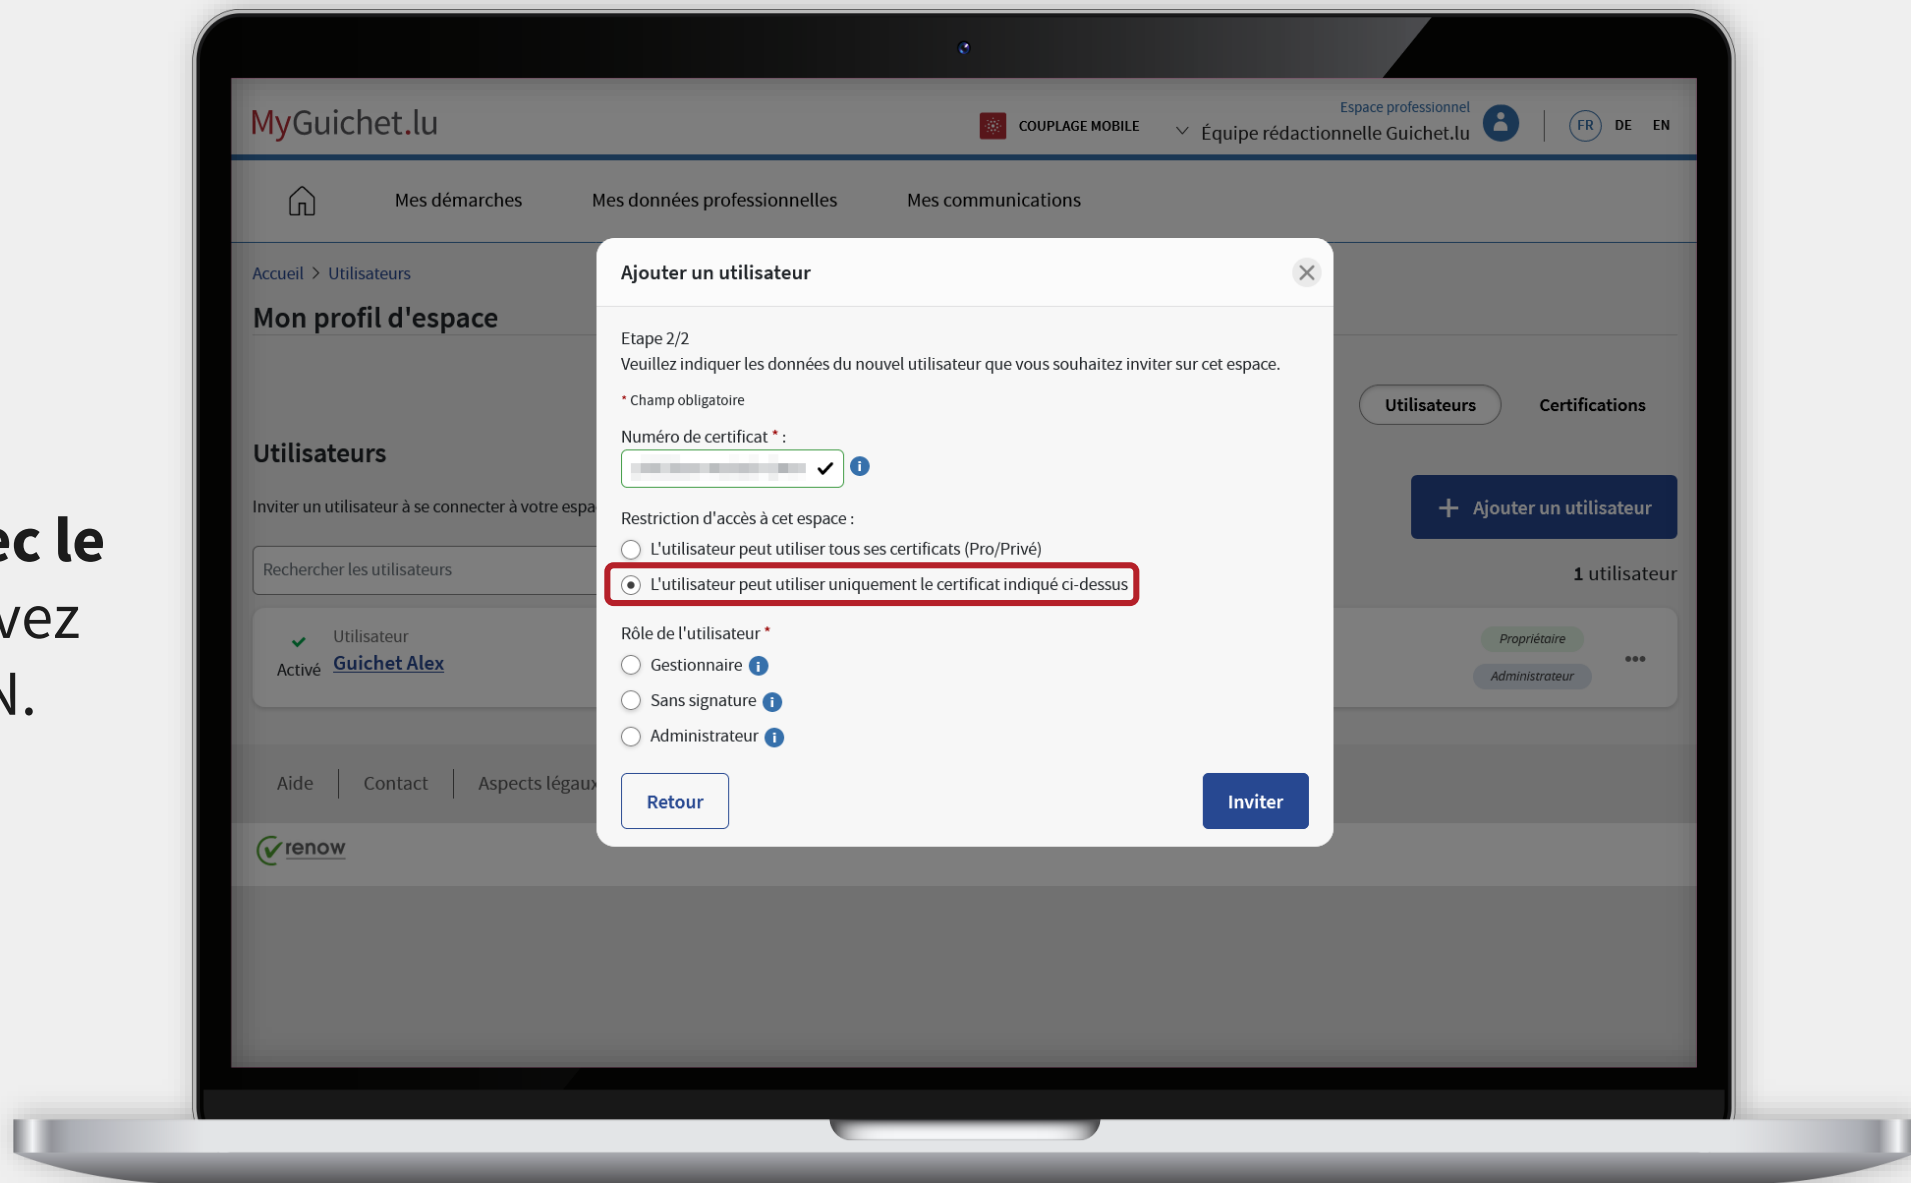 ec le
vez
N.
MyGuichet.lu
COUPLAGE MOBILE
Espace professionnel
Équipe rédactionnelle Guichet.lu
FR DE EN
Mes démarches Mes données professionnelles Mes communications
Accueil > Utilisateurs
Mon profil d'espace
Utilisateurs Certifications
Utilisateurs
Inviter un utilisateur à se connecter à votre espa
+ Ajouter un utilisateur
Rechercher les utilisateurs
1 utilisateur
Utilisateur
Activé
Guichet Alex
Propriétaire
Administrateur
Aide Contact Aspects légaux
renow
Ajouter un utilisateur
Etape 2/2
Veuillez indiquer les données du nouvel utilisateur que vous souhaitez inviter sur cet espace.
* Champ obligatoire
Numéro de certificat * :
Restriction d'accès à cet espace :
L'utilisateur peut utiliser tous ses certificats (Pro/Privé)
L'utilisateur peut utiliser uniquement le certificat indiqué ci-dessus
Rôle de l'utilisateur *
Gestionnaire
Sans signature
Administrateur
Retour Inviter